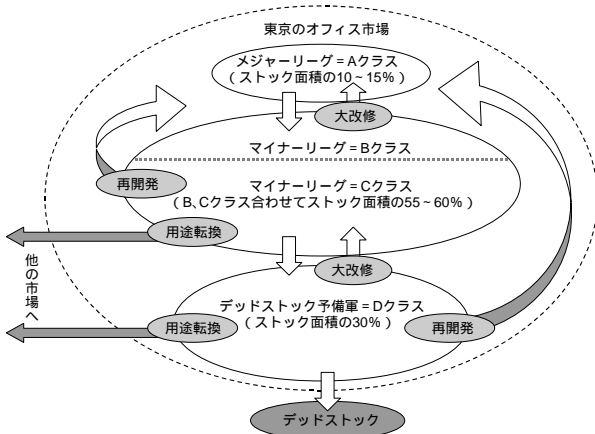 東京のオフィス市場
メジャーリーグ＝Aクラス
（ストック面積の10～15％）
大改修
マイナーリーグ＝Bクラス
再開発
マイナーリーグ＝Cクラス
（B、Cクラス合わせてストック面積の55～60％）
用途転換
大改修
他の市場へ
デッドストック予備軍＝Dクラス
（ストック面積の30％）
用途転換
再開発
デッドストック